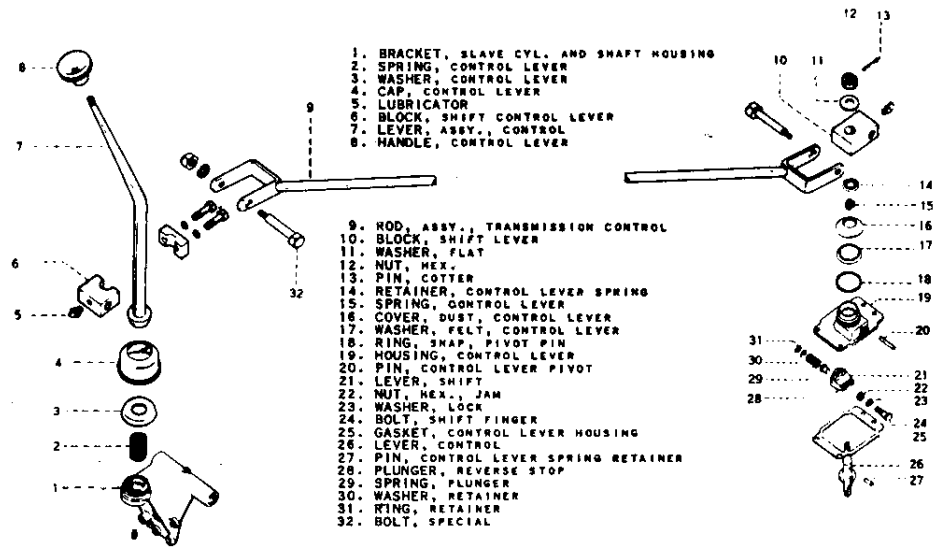 1. BRACKET, SLAVE CYL. AND SHAFT HOUSING
2. SPRING, CONTROL LEVER
3. WASHER, CONTROL LEVER
4. CAP, CONTROL LEVER
5. LUBRICATOR
6. BLOCK, SHIFT CONTROL LEVER
7. LEVER, ASSY., CONTROL
8. HANDLE, CONTROL LEVER
9. ROD, ASSY., TRANSMISSION CONTROL
10. BLOCK, SHIFT LEVER
11. WASHER, FLAT
12. NUT, HEX.
13. PIN, COTTER
14. RETAINER, CONTROL LEVER SPRING
15. SPRING, CONTROL LEVER
16. COVER, DUST, CONTROL LEVER
17. WASHER, FELT, CONTROL LEVER
18. RING, SNAP, PIVOT PIN
19. HOUSING, CONTROL LEVER
20. PIN, CONTROL LEVER PIVOT
21. LEVER, SHIFT
22. NUT, HEX., JAM
23. WASHER, LOCK
24. BOLT, SHIFT FINGER
25. GASKET, CONTROL LEVER HOUSING
26. LEVER, CONTROL
27. PIN, CONTROL LEVER SPRING RETAINER
28. PLUNGER, REVERSE STOP
29. SPRING, PLUNGER
30. WASHER, RETAINER
31. RING, RETAINER
32. BOLT, SPECIAL
8
7
6
5
4
3
2
1
9
32
12
13
10
11
14
15
16
17
18
19
20
31
30
29
28
21
22
23
24
25
26
27